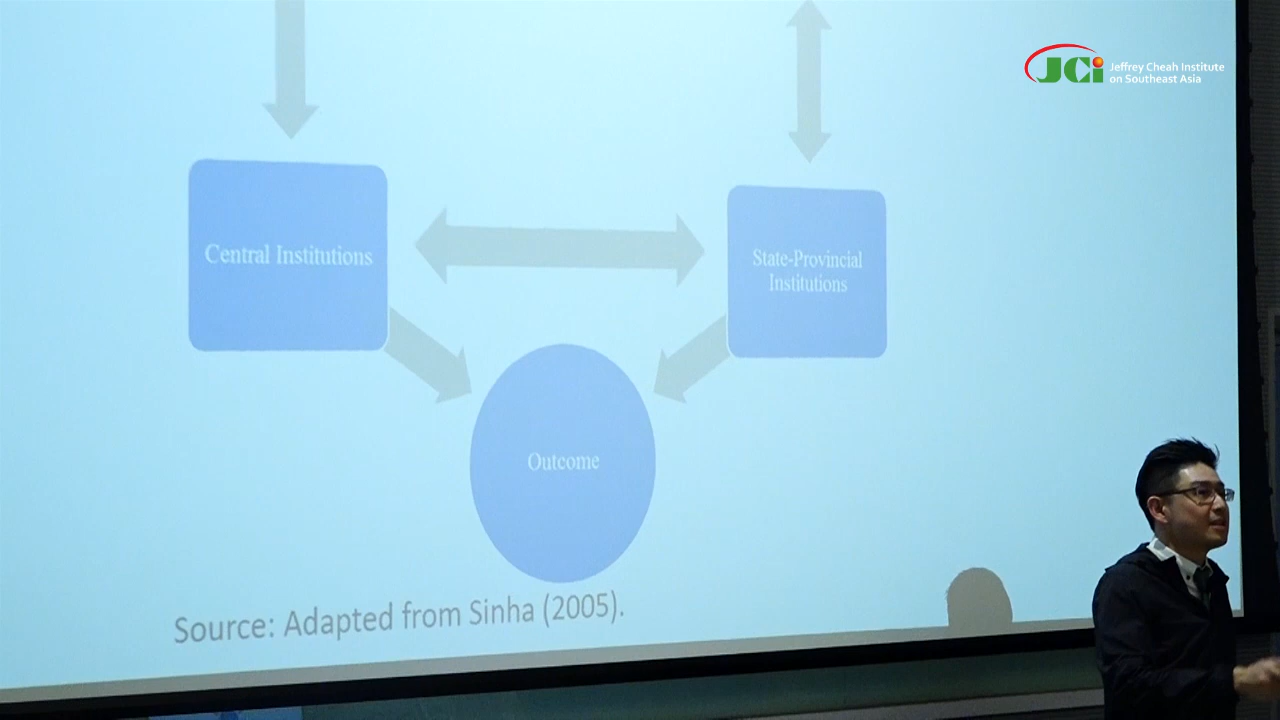 JCi Jeffrey Cheah Institute
on Southeast Asia
Central Institutions
State-Provincial
Institutions
Outcome
Source: Adapted from Sinha (2005).